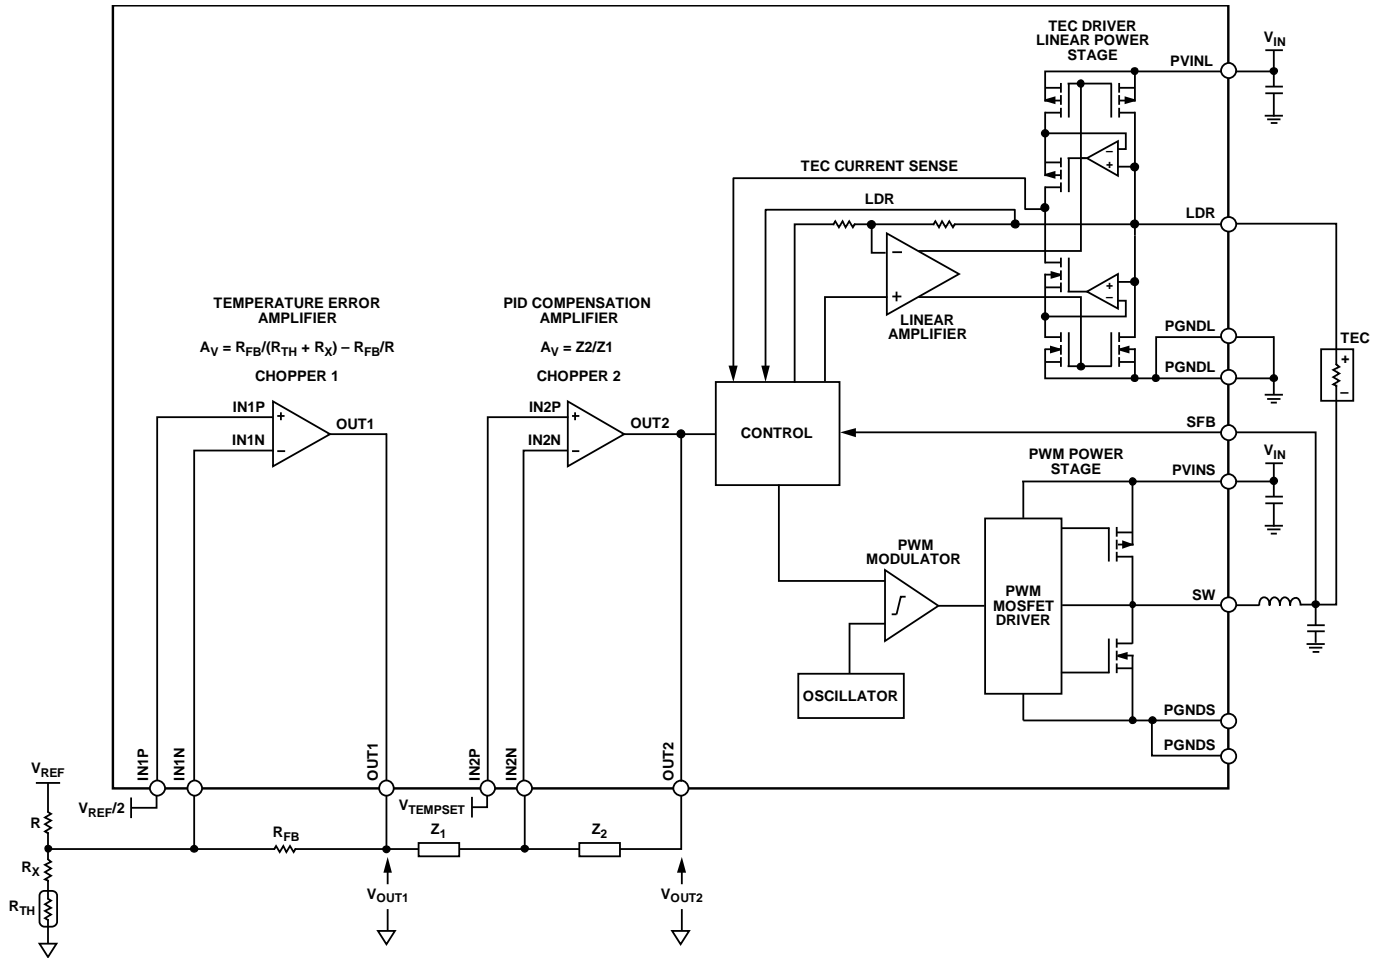 TEC DRIVER
LINEAR POWER
STAGE
VIN
PVINL
TEC CURRENT SENSE
LDR
LDR
LINEAR
AMPLIFIER
PGNDL
PGNDL
TEC
+
−
TEMPERATURE ERROR
AMPLIFIER
AV = RFB/(RTH + RX) − RFB/R
CHOPPER 1
PID COMPENSATION
AMPLIFIER
AV = Z2/Z1
CHOPPER 2
IN1P
IN1N
+
−
OUT1
IN2P
IN2N
+
−
OUT2
CONTROL
−
+
−
+
+
−
SFB
PWM POWER
STAGE
VIN
PVINS
PWM
MODULATOR
PWM
MOSFET
DRIVER
SW
OSCILLATOR
PGNDS
PGNDS
IN1P
IN1N
OUT1
IN2P
IN2N
OUT2
VREF
VREF/2
VTEMPSET
R
RFB
Z1
Z2
RX
RTH
VOUT1
VOUT2